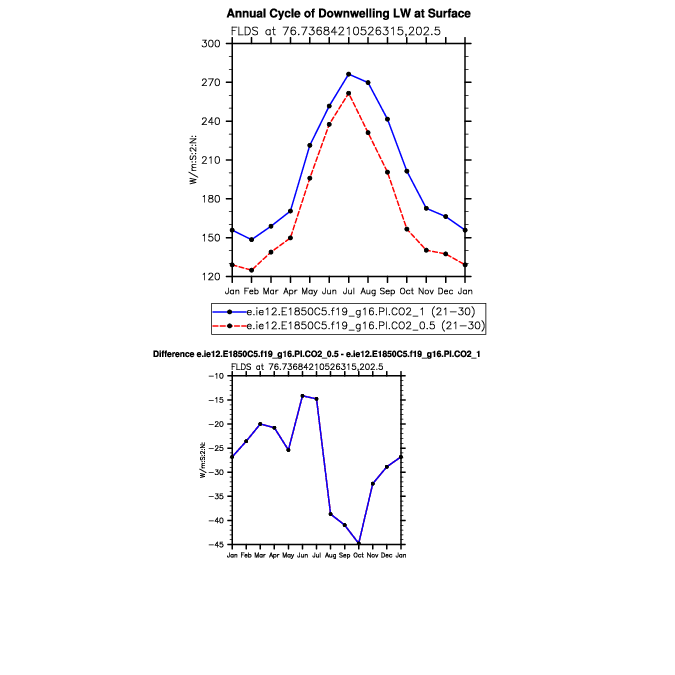 Annual Cycle of Downwelling LW at Surface
FLDS at 76.73684210526315,202.5
300
270
240
210
180
150
120
W/m:S:2:N:
Jan Feb Mar Apr May Jun Jul Aug Sep Oct Nov Dec Jan
e.ie12.E1850C5.f19_g16.PI.CO2_1 (21-30)
e.ie12.E1850C5.f19_g16.PI.CO2_0.5 (21-30)
Difference e.ie12.E1850C5.f19_g16.PI.CO2_0.5 - e.ie12.E1850C5.f19_g16.PI.CO2_1
FLDS at 76.73684210526315,202.5
-10
-15
-20
-25
-30
-35
-40
-45
W/m:S:2:N:
Jan Feb Mar Apr May Jun Jul Aug Sep Oct Nov Dec Jan